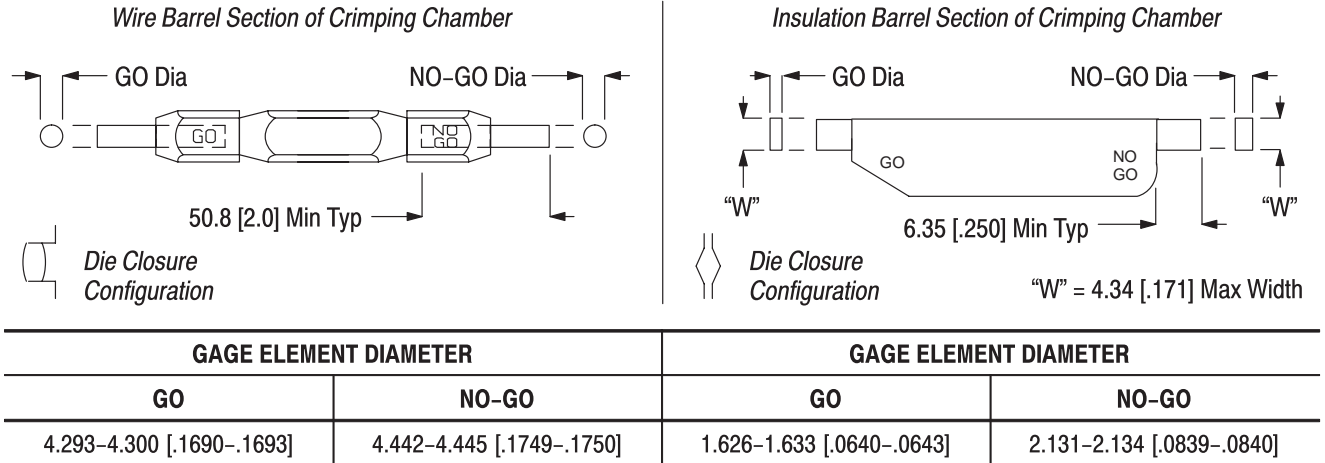 Wire Barrel Section of Crimping Chamber
GO Dia
NO-GO Dia
GO
NO
GO
50.8 [2.0] Min Typ
Die Closure
Configuration
Insulation Barrel Section of Crimping Chamber
GO Dia
NO-GO Dia
GO
NO
GO
“W”
“W”
6.35 [.250] Min Typ
Die Closure
Configuration
“W” = 4.34 [.171] Max Width
GAGE ELEMENT DIAMETER
GAGE ELEMENT DIAMETER
GO
NO-GO
GO
NO-GO
4.293-4.300 [.1690-.1693]
4.442-4.445 [.1749-.1750]
1.626-1.633 [.0640-.0643]
2.131-2.134 [.0839-.0840]